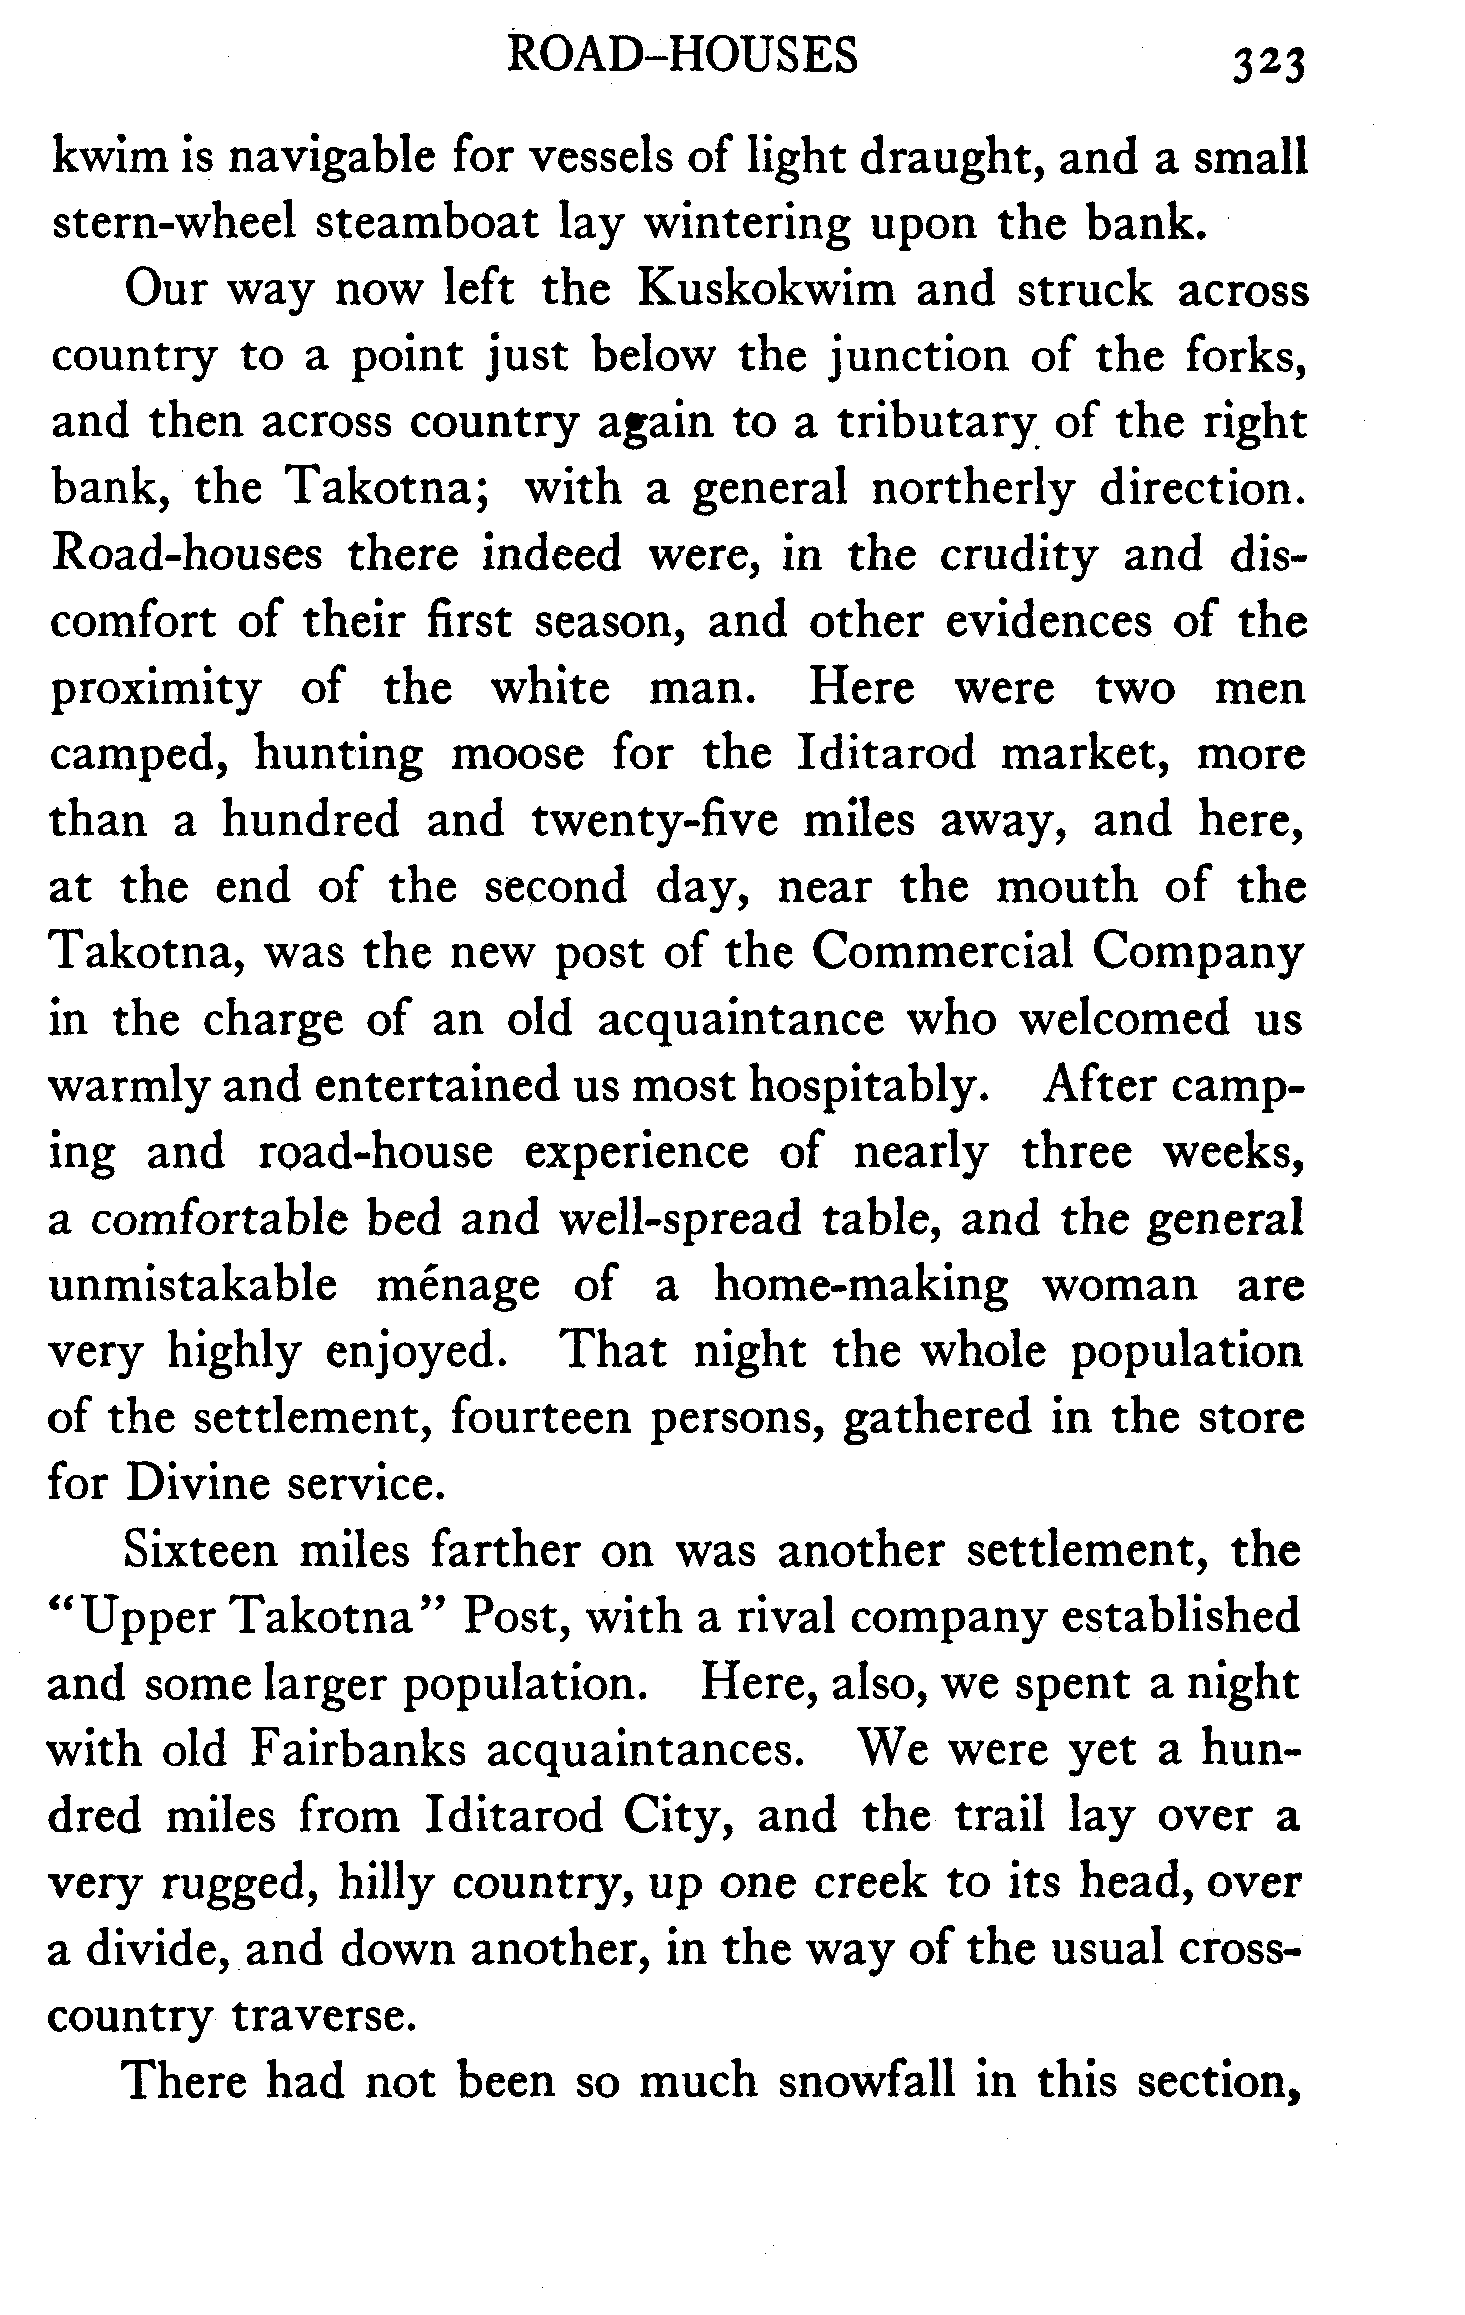 ROAD-HOUSES 323
kwim is navigable for vessels of light draught, and a small
stern-wheel steamboat lay wintering upon the bank.
Our way now left the Kuskokwim and struck across
country to a point just below the junction of the forks,
and then across country again to a tributary of the right
bank, the Takotna; with a general northerly direction.
Road-houses there indeed were, in the crudity and dis-
comfort of their first season, and other evidences of the
proximity of the white man. Here were two men
camped, hunting moose for the Iditarod market, more
than a hundred and twenty-five miles away, and here,
at the end of the second day, near the mouth of the
Takotna, was the new post of the Commercial Company
in the charge of an old acquaintance who welcomed us
warmly and entertained us most hospitably. After camp-
ing and road-house experience of nearly three weeks,
a comfortable bed and well-spread table, and the general
unmistakable ménage of a home-making woman are
very highly enjoyed. That night the whole population
of the settlement, fourteen persons, gathered in the store
for Divine service.
Sixteen miles farther on was another settlement, the
“Upper Takotna” Post, with a rival company established
and some larger population. Here, also, we spent a night
with old Fairbanks acquaintances. We were yet a hun-
dred miles from Iditarod City, and the trail lay over a
very rugged, hilly country, up one creek to its head, over
a divide, and down another, in the way of the usual cross-
country traverse.
There had not been so much snowfall in this section,